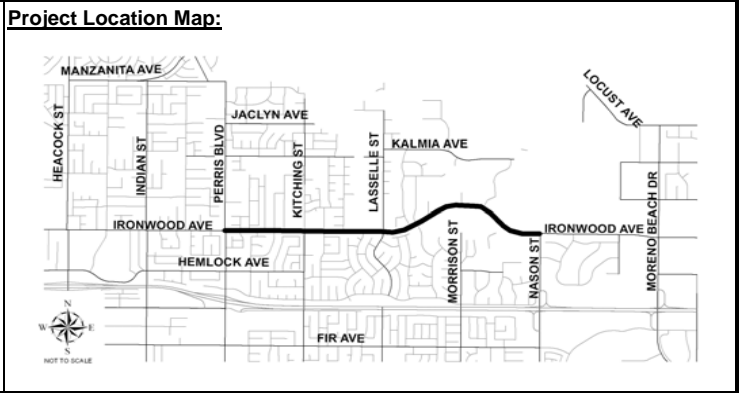 Project Location Map:
MANZANITA AVE
LOCUST AVE
HEACOCK ST
INDIAN ST
PERRIS BLVD
JACLYN AVE
KITCHING ST
LASSELLE ST
KALMIA AVE
IRONWOOD AVE
MORRISON ST
NASON ST
IRONWOOD AVE
MORENO BEACH DR
HEMLOCK AVE
FIR AVE
N
W
E
S
NOT TO SCALE